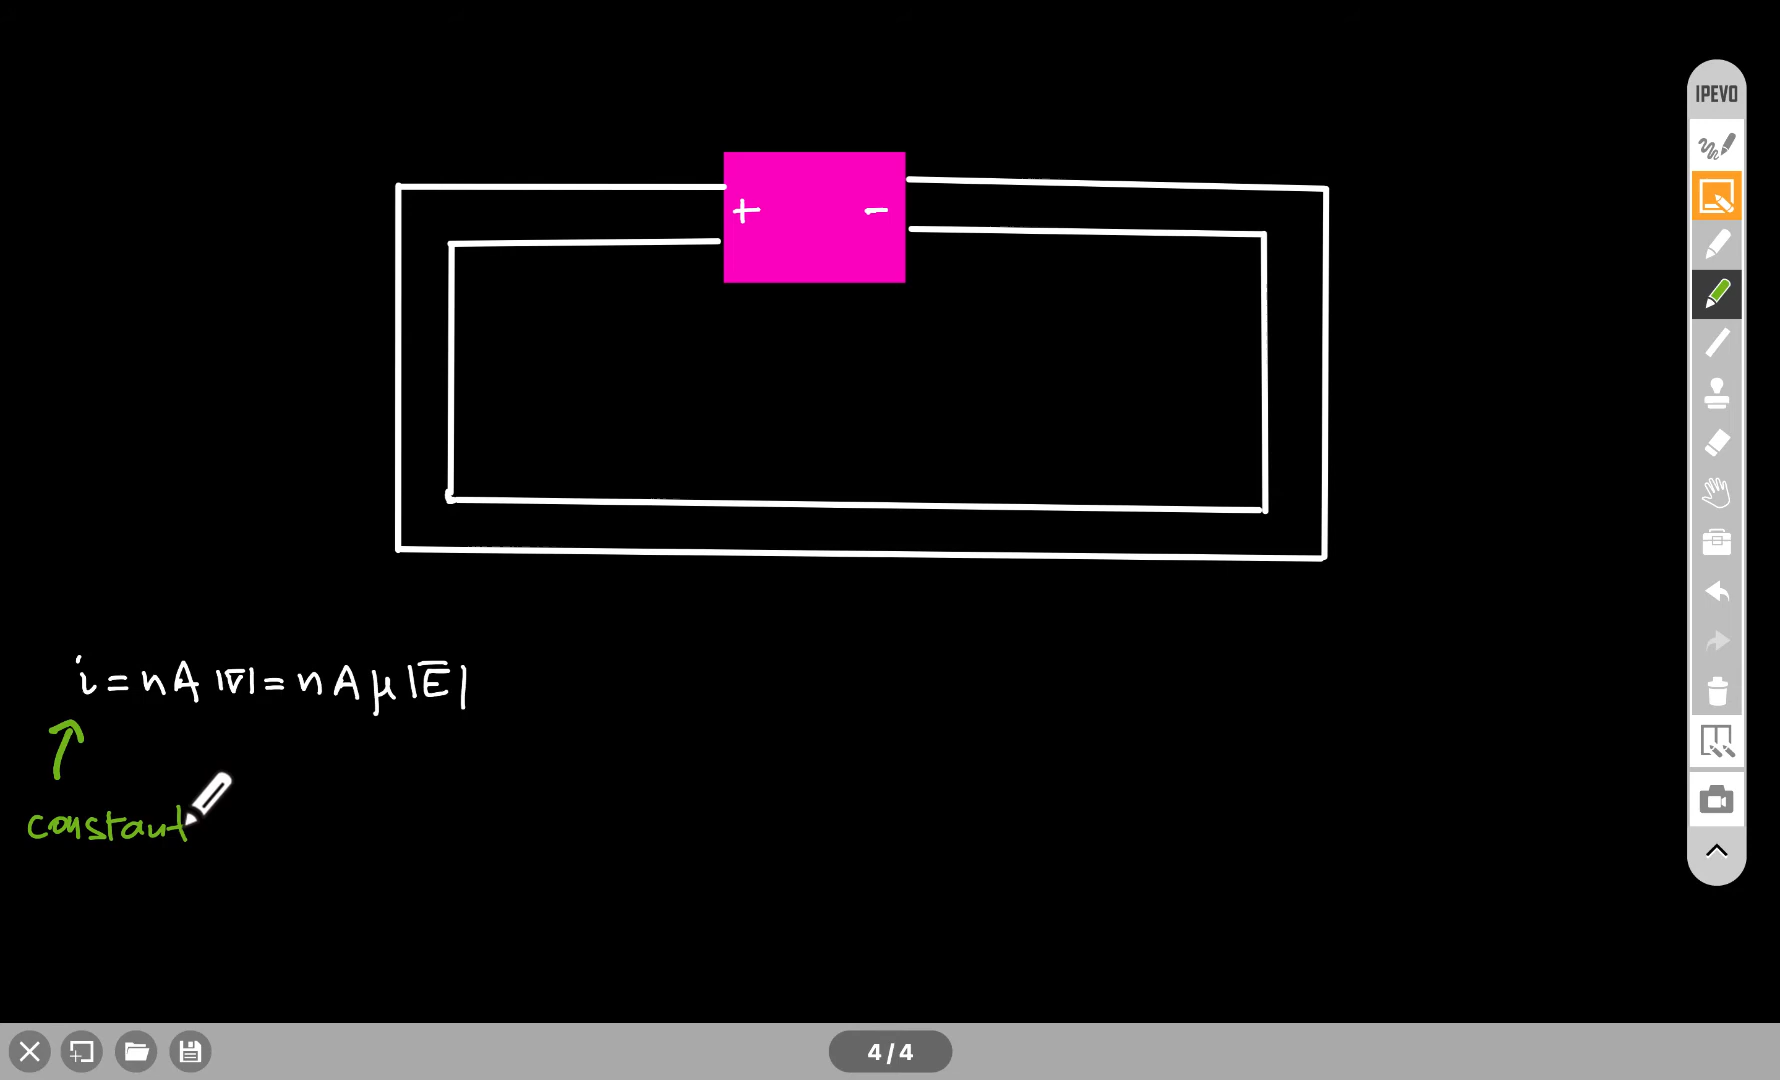 IPEVO
+ −
i = nA |v̅| = nAμ|E̅|
constant
4/4